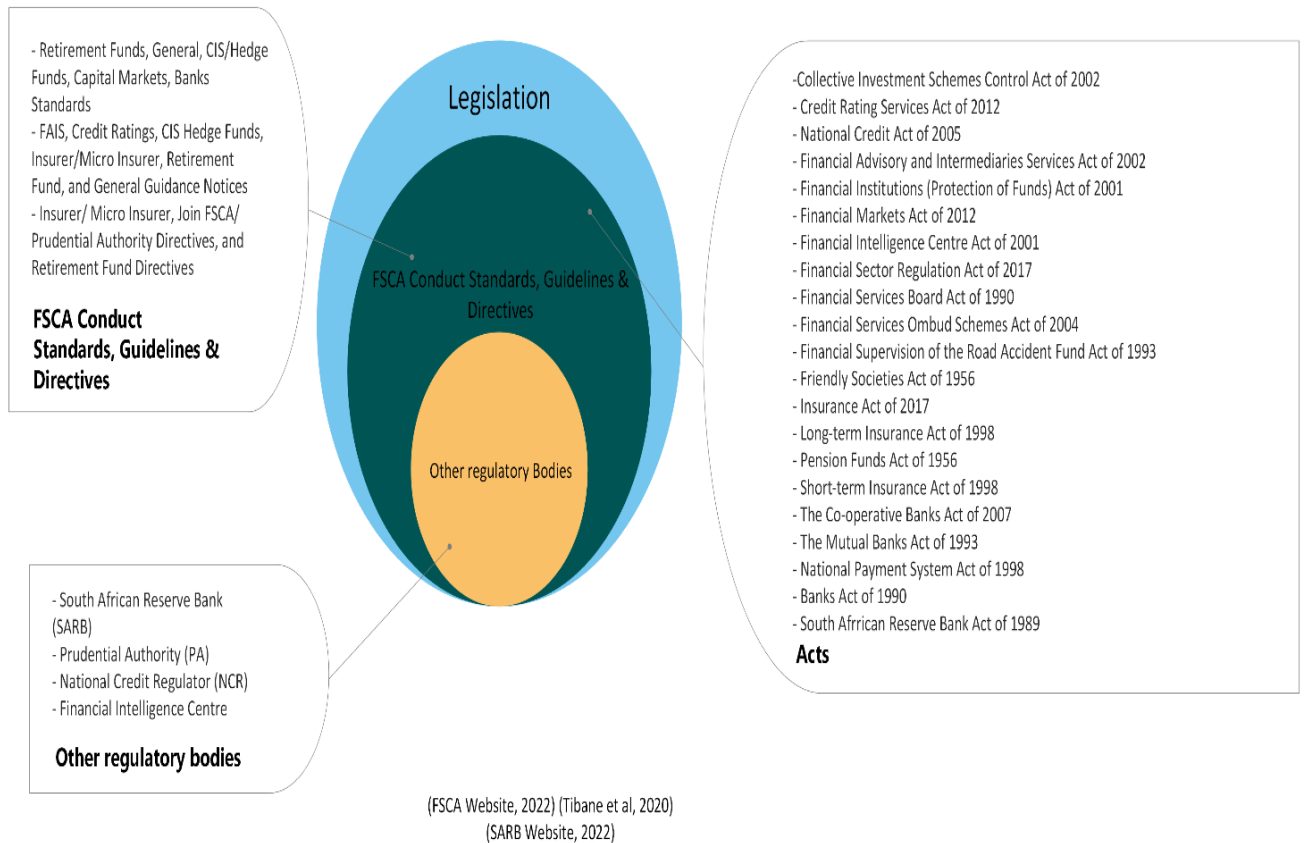 - Retirement Funds, General, CIS/Hedge
Funds, Capital Markets, Banks
Standards
- FAIS, Credit Ratings, CIS Hedge Funds,
Insurer/Micro Insurer, Retirement
Fund, and General Guidance Notices
- Insurer/ Micro Insurer, Join FSCA/
Prudential Authority Directives, and
Retirement Fund Directives
FSCA Conduct
Standards, Guidelines &
Directives
Legislation
FSCA Conduct Standards, Guidelines &
Directives
Other regulatory Bodies
-Collective Investment Schemes Control Act of 2002
- Credit Rating Services Act of 2012
- National Credit Act of 2005
- Financial Advisory and Intermediaries Services Act of 2002
- Financial Institutions (Protection of Funds) Act of 2001
- Financial Markets Act of 2012
- Financial Intelligence Centre Act of 2001
- Financial Sector Regulation Act of 2017
- Financial Services Board Act of 1990
- Financial Services Ombud Schemes Act of 2004
- Financial Supervision of the Road Accident Fund Act of 1993
- Friendly Societies Act of 1956
- Insurance Act of 2017
- Long-term Insurance Act of 1998
- Pension Funds Act of 1956
- Short-term Insurance Act of 1998
- The Co-operative Banks Act of 2007
- The Mutual Banks Act of 1993
- National Payment System Act of 1998
- Banks Act of 1990
- South Afrrican Reserve Bank Act of 1989
Acts
- South African Reserve Bank
(SARB)
- Prudential Authority (PA)
- National Credit Regulator (NCR)
- Financial Intelligence Centre
Other regulatory bodies
(FSCA Website, 2022) (Tibane et al, 2020)
(SARB Website, 2022)